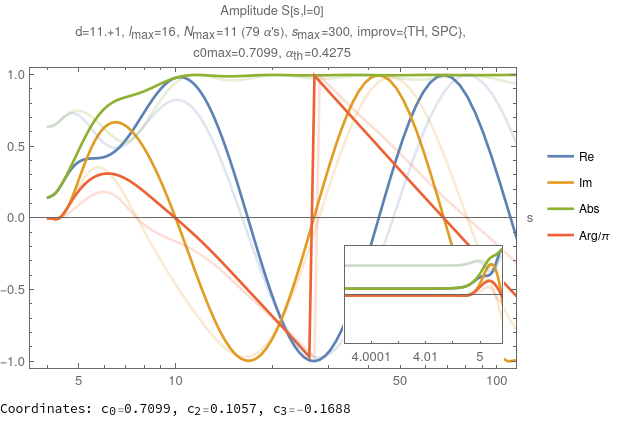 Amplitude S[s,l=0]
d=11.+1, lmax=16, Nmax=11 (79 α's), smax=300, improv={TH, SPC},
c0max=0.7099, αth=0.4275
1.0
0.5
0.0
-0.5
-1.0
s
5 10 50 100
4.0001 4.01 5
Re
Im
Abs
Arg/π
Coordinates: c0=0.7099, c2=0.1057, c3=-0.1688